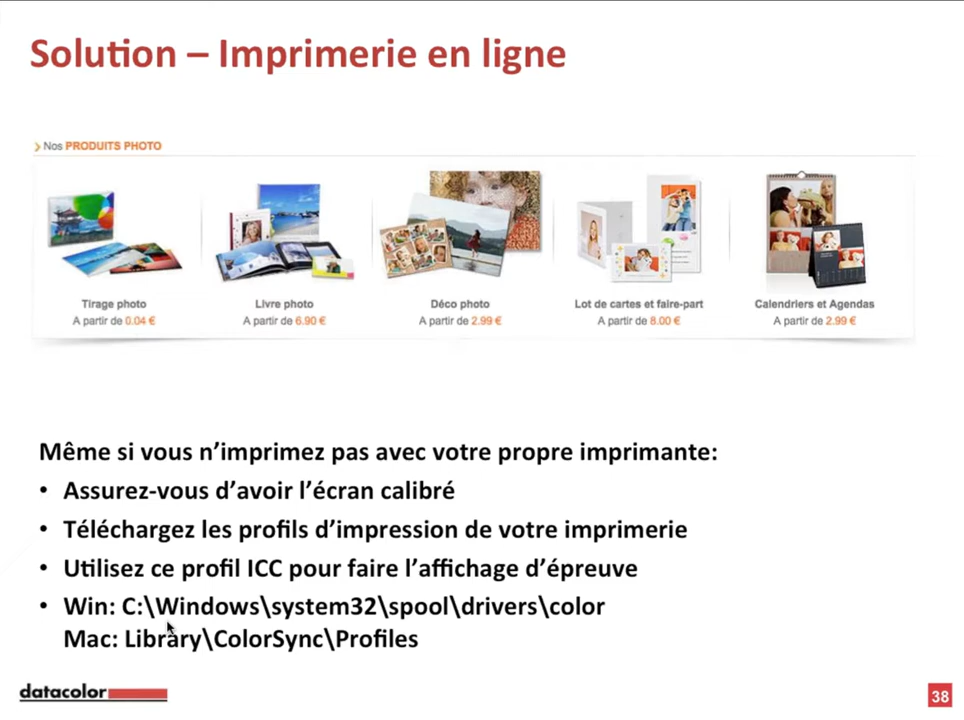 Solution – Imprimerie en ligne
Nos PRODUITS PHOTO
Tirage photo
A partir de 0.04 €
Livre photo
A partir de 6.90 €
Déco photo
A partir de 2.99 €
Lot de cartes et faire-part
A partir de 8.00 €
Calendriers et Agendas
A partir de 2.99 €
Même si vous n’imprimez pas avec votre propre imprimante:
• Assurez-vous d’avoir l’écran calibré
• Téléchargez les profils d’impression de votre imprimerie
• Utilisez ce profil ICC pour faire l’affichage d’épreuve
• Win: C:\Windows\system32\spool\drivers\color
Mac: Library\ColorSync\Profiles
datacolor
38